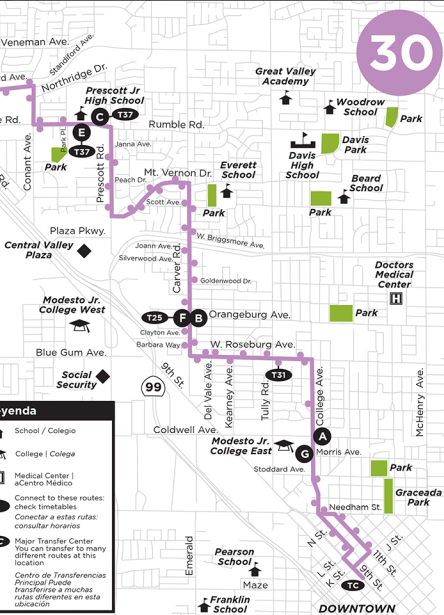 30
Veneman Ave.
Standiford Ave.
rd Ave.
Northridge Dr.
Prescott Jr
High School
C
T37
E
T37
e Rd.
Rumble Rd.
Park Pl.
Park
Conant Ave.
Prescott Rd.
Janna Ave.
Peach Dr.
Mt. Vernon Dr.
Scott Ave.
Great Valley
Academy
Woodrow
School
Park
Davis
Park
Davis
High
School
Everett
School
Park
Beard
School
Park
Rd.
Plaza Pkwy.
Central Valley
Plaza
Joann Ave.
Silverwood Ave.
W. Briggsmore Ave.
Carver Rd.
Goldenwood Dr.
Doctors
Medical
Center
H
Modesto Jr.
College West
T25
F
B
Orangeburg Ave.
Park
Clayton Ave.
Barbara Way
W. Roseburg Ave.
Blue Gum Ave.
9th St.
T31
Social
Security
99
Del Vale Ave.
Kearney Ave.
Tully Rd.
College Ave.
McHenry Ave.
Coldwell Ave.
A
Modesto Jr.
College East
G
Morris Ave.
Stoddard Ave.
Park
Graceada
Park
Needham St.
N St.
L St.
K St.
J St.
11th St.
9th St.
TC
DOWNTOWN
Emerald
Pearson
School
Maze
Franklin
School
eyenda
School / Colegio
College | Colega
Medical Center |
aCentro Médico
Connect to these routes:
check timetables
Conectar a estas rutas:
consultar horarios
C
Major Transfer Center
You can transfer to many
different routes at this
location
Centro de Transferencias
Principal Puede
transferirse a muchas
rutas diferentes en esta
ubicación